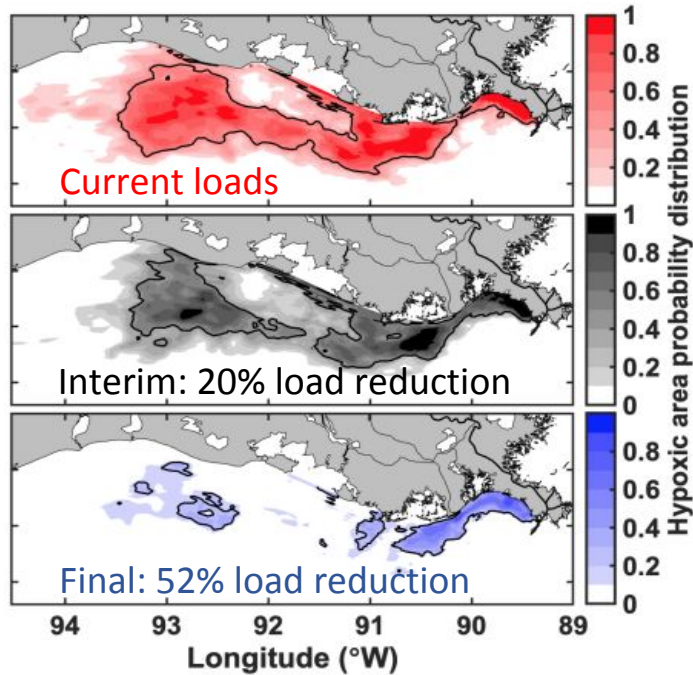 1
0.8
0.6
0.4
0.2
Current loads
1
0.8
0.6
0.4
0.2
0
Interim: 20% load reduction
0.8
0.6
0.4
0.2
0
Final: 52% load reduction
Hypoxic area probability distribution
94 93 92 91 90 89
Longitude (°W)